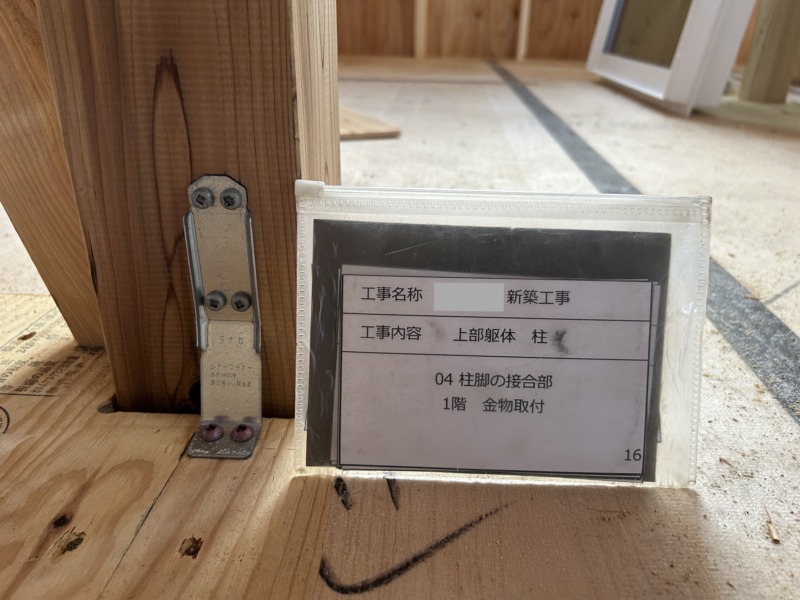 工事名称 新築工事
工事内容 上部躯体 柱
04 柱脚の接合部
1階 金物取付
16
タナカ